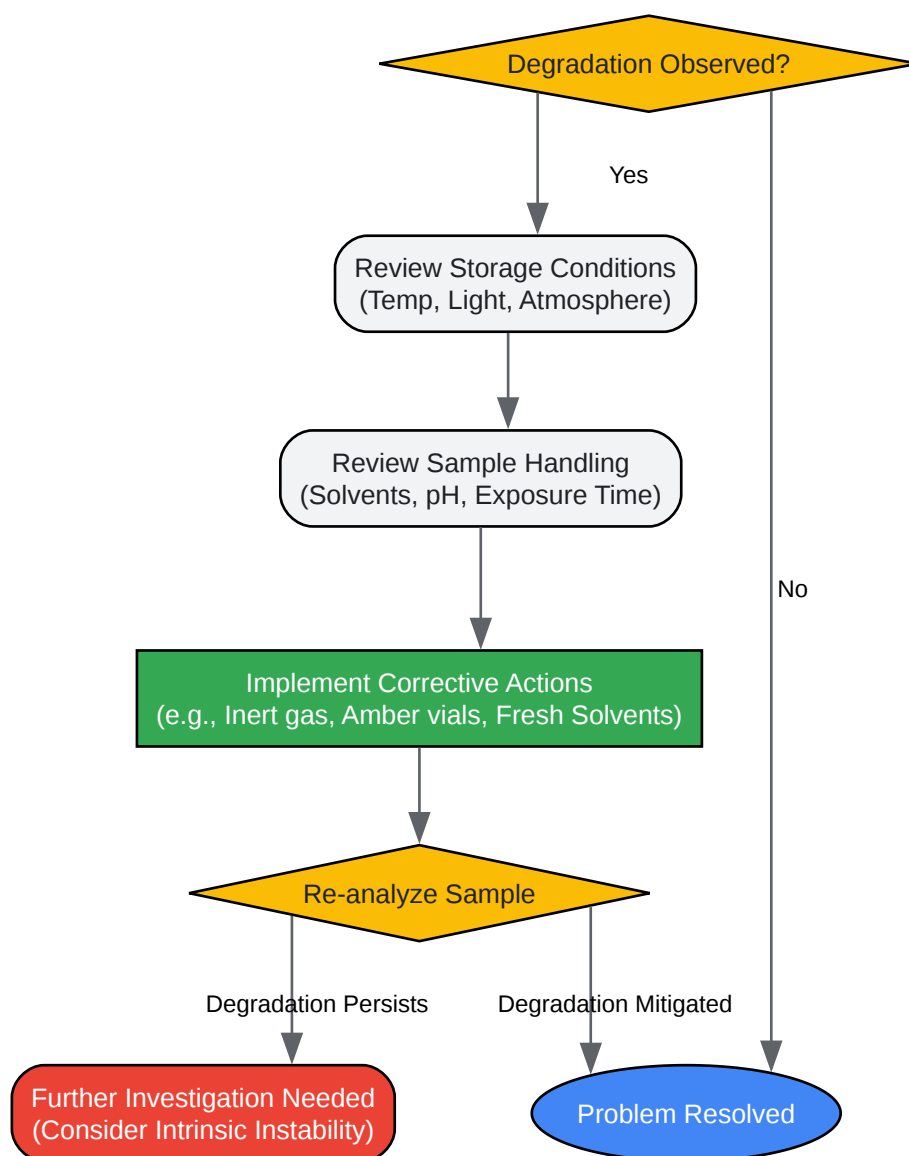 Degradation Observed?
Yes
Review Storage Conditions
(Temp, Light, Atmosphere)
Review Sample Handling
(Solvents, pH, Exposure Time)
No
Implement Corrective Actions
(e.g., Inert gas, Amber vials, Fresh Solvents)
Re-analyze Sample
Degradation Persists
Degradation Mitigated
Further Investigation Needed
(Consider Intrinsic Instability)
Problem Resolved